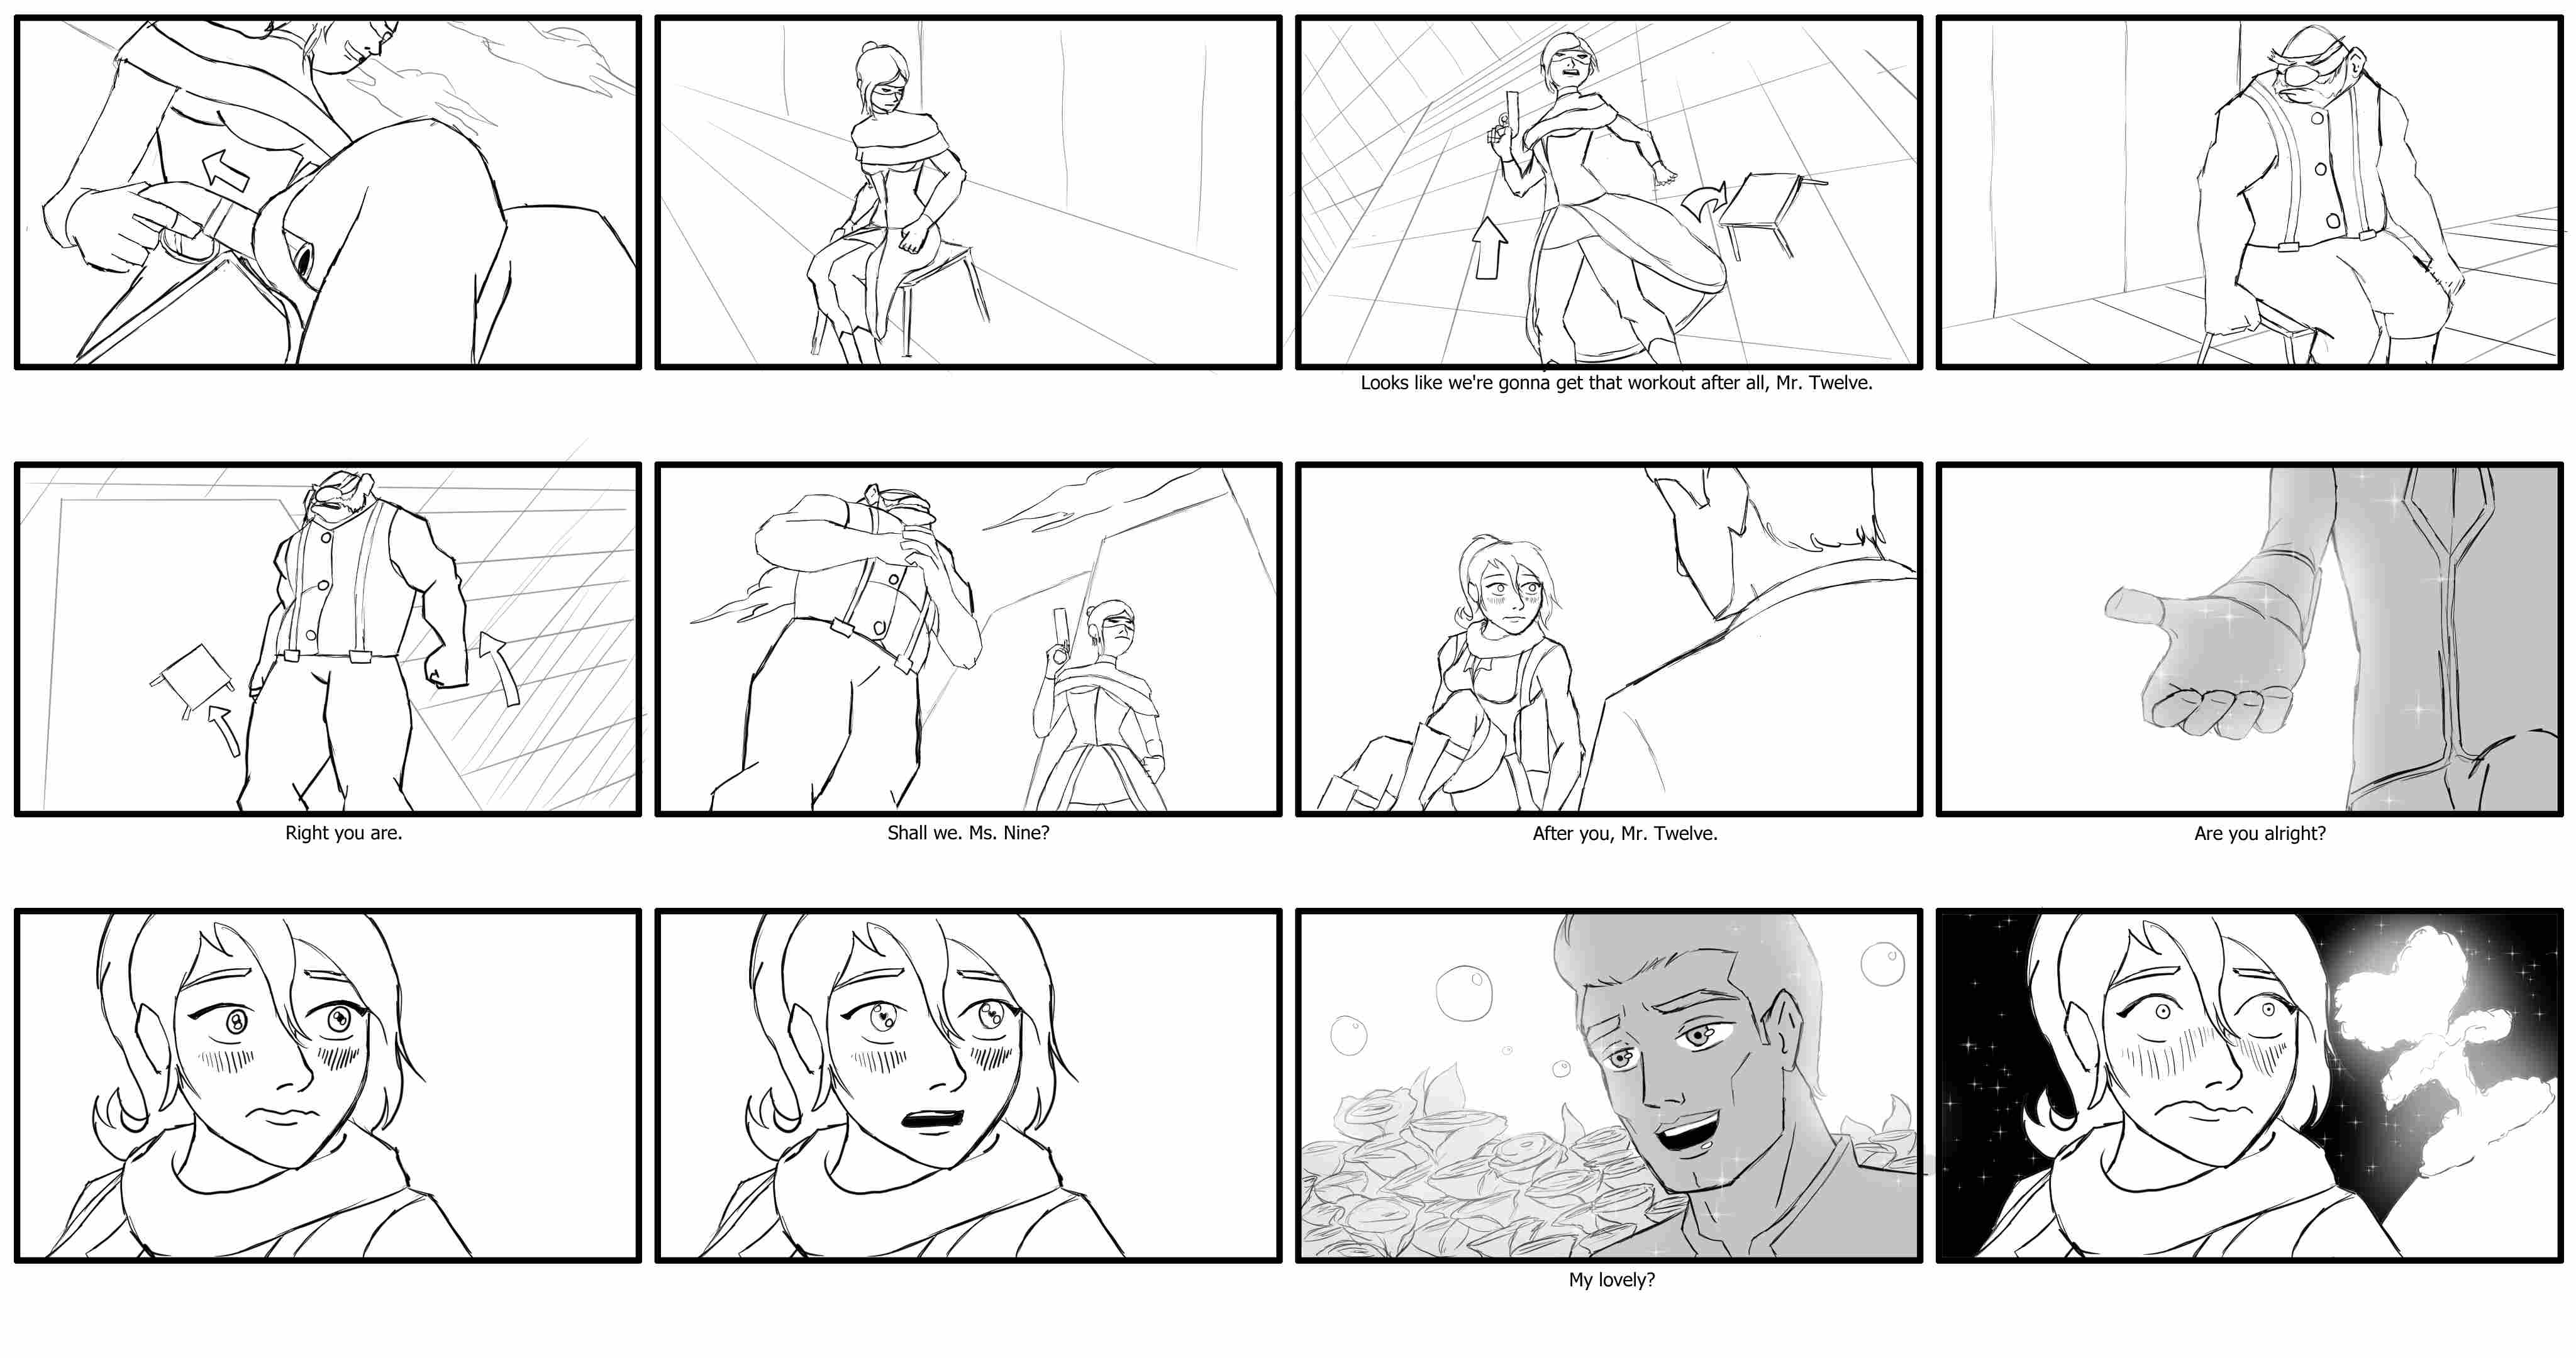 Looks like we're gonna get that workout after all, Mr. Twelve.
Right you are.
Shall we. Ms. Nine?
After you, Mr. Twelve.
Are you alright?
My lovely?